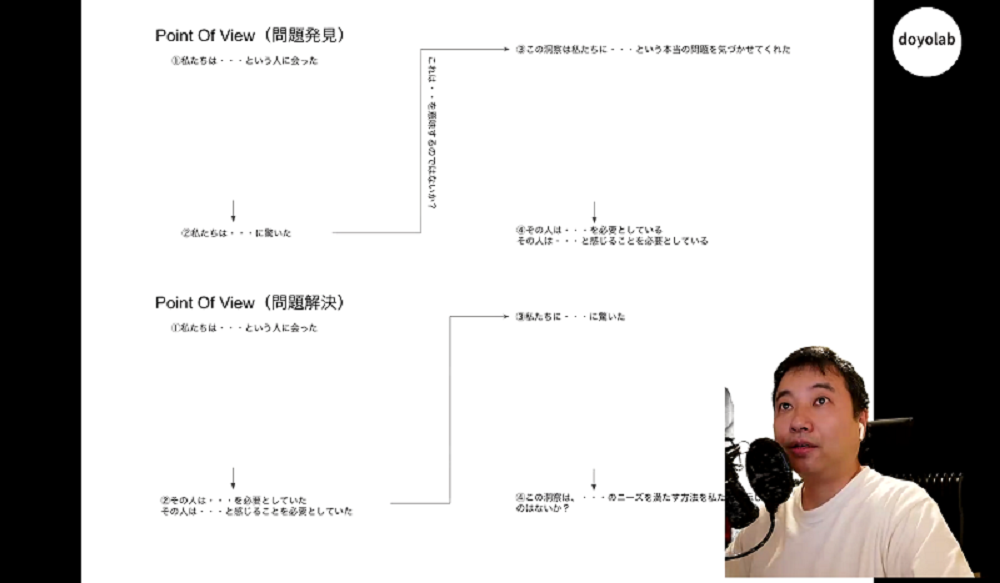 Point Of View（問題発見）
①私たちは・・・という人に会った
これは・・を意味するのではないか？
②私たちは・・・に驚いた
③この洞察は私たちに・・・という本当の問題を気づかせてくれた
④その人は・・・を必要としている
その人は・・・と感じることを必要としている
Point Of View（問題解決）
①私たちは・・・という人に会った
②その人は・・・を必要としていた
その人は・・・と感じることを必要としていた
③私たちに・・・に驚いた
④この洞察は、・・・のニーズを満たす方法を私た
のはないか？
doyolab